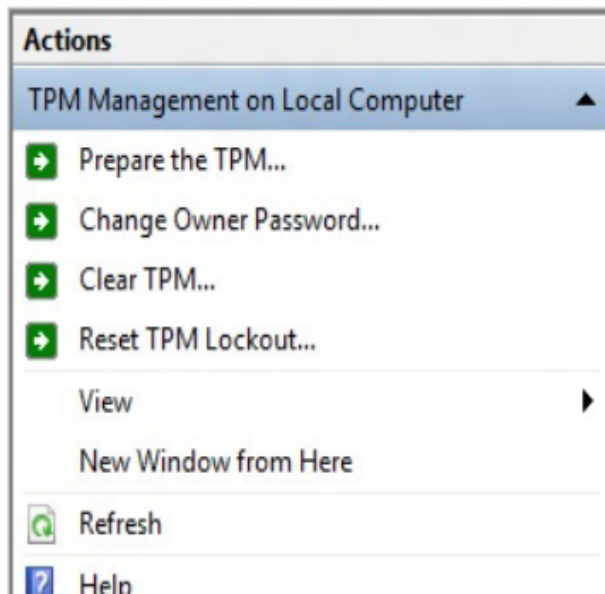 Actions
TPM Management on Local Computer
Prepare the TPM...
Change Owner Password...
Clear TPM...
Reset TPM Lockout...
View
New Window from Here
Refresh
Help